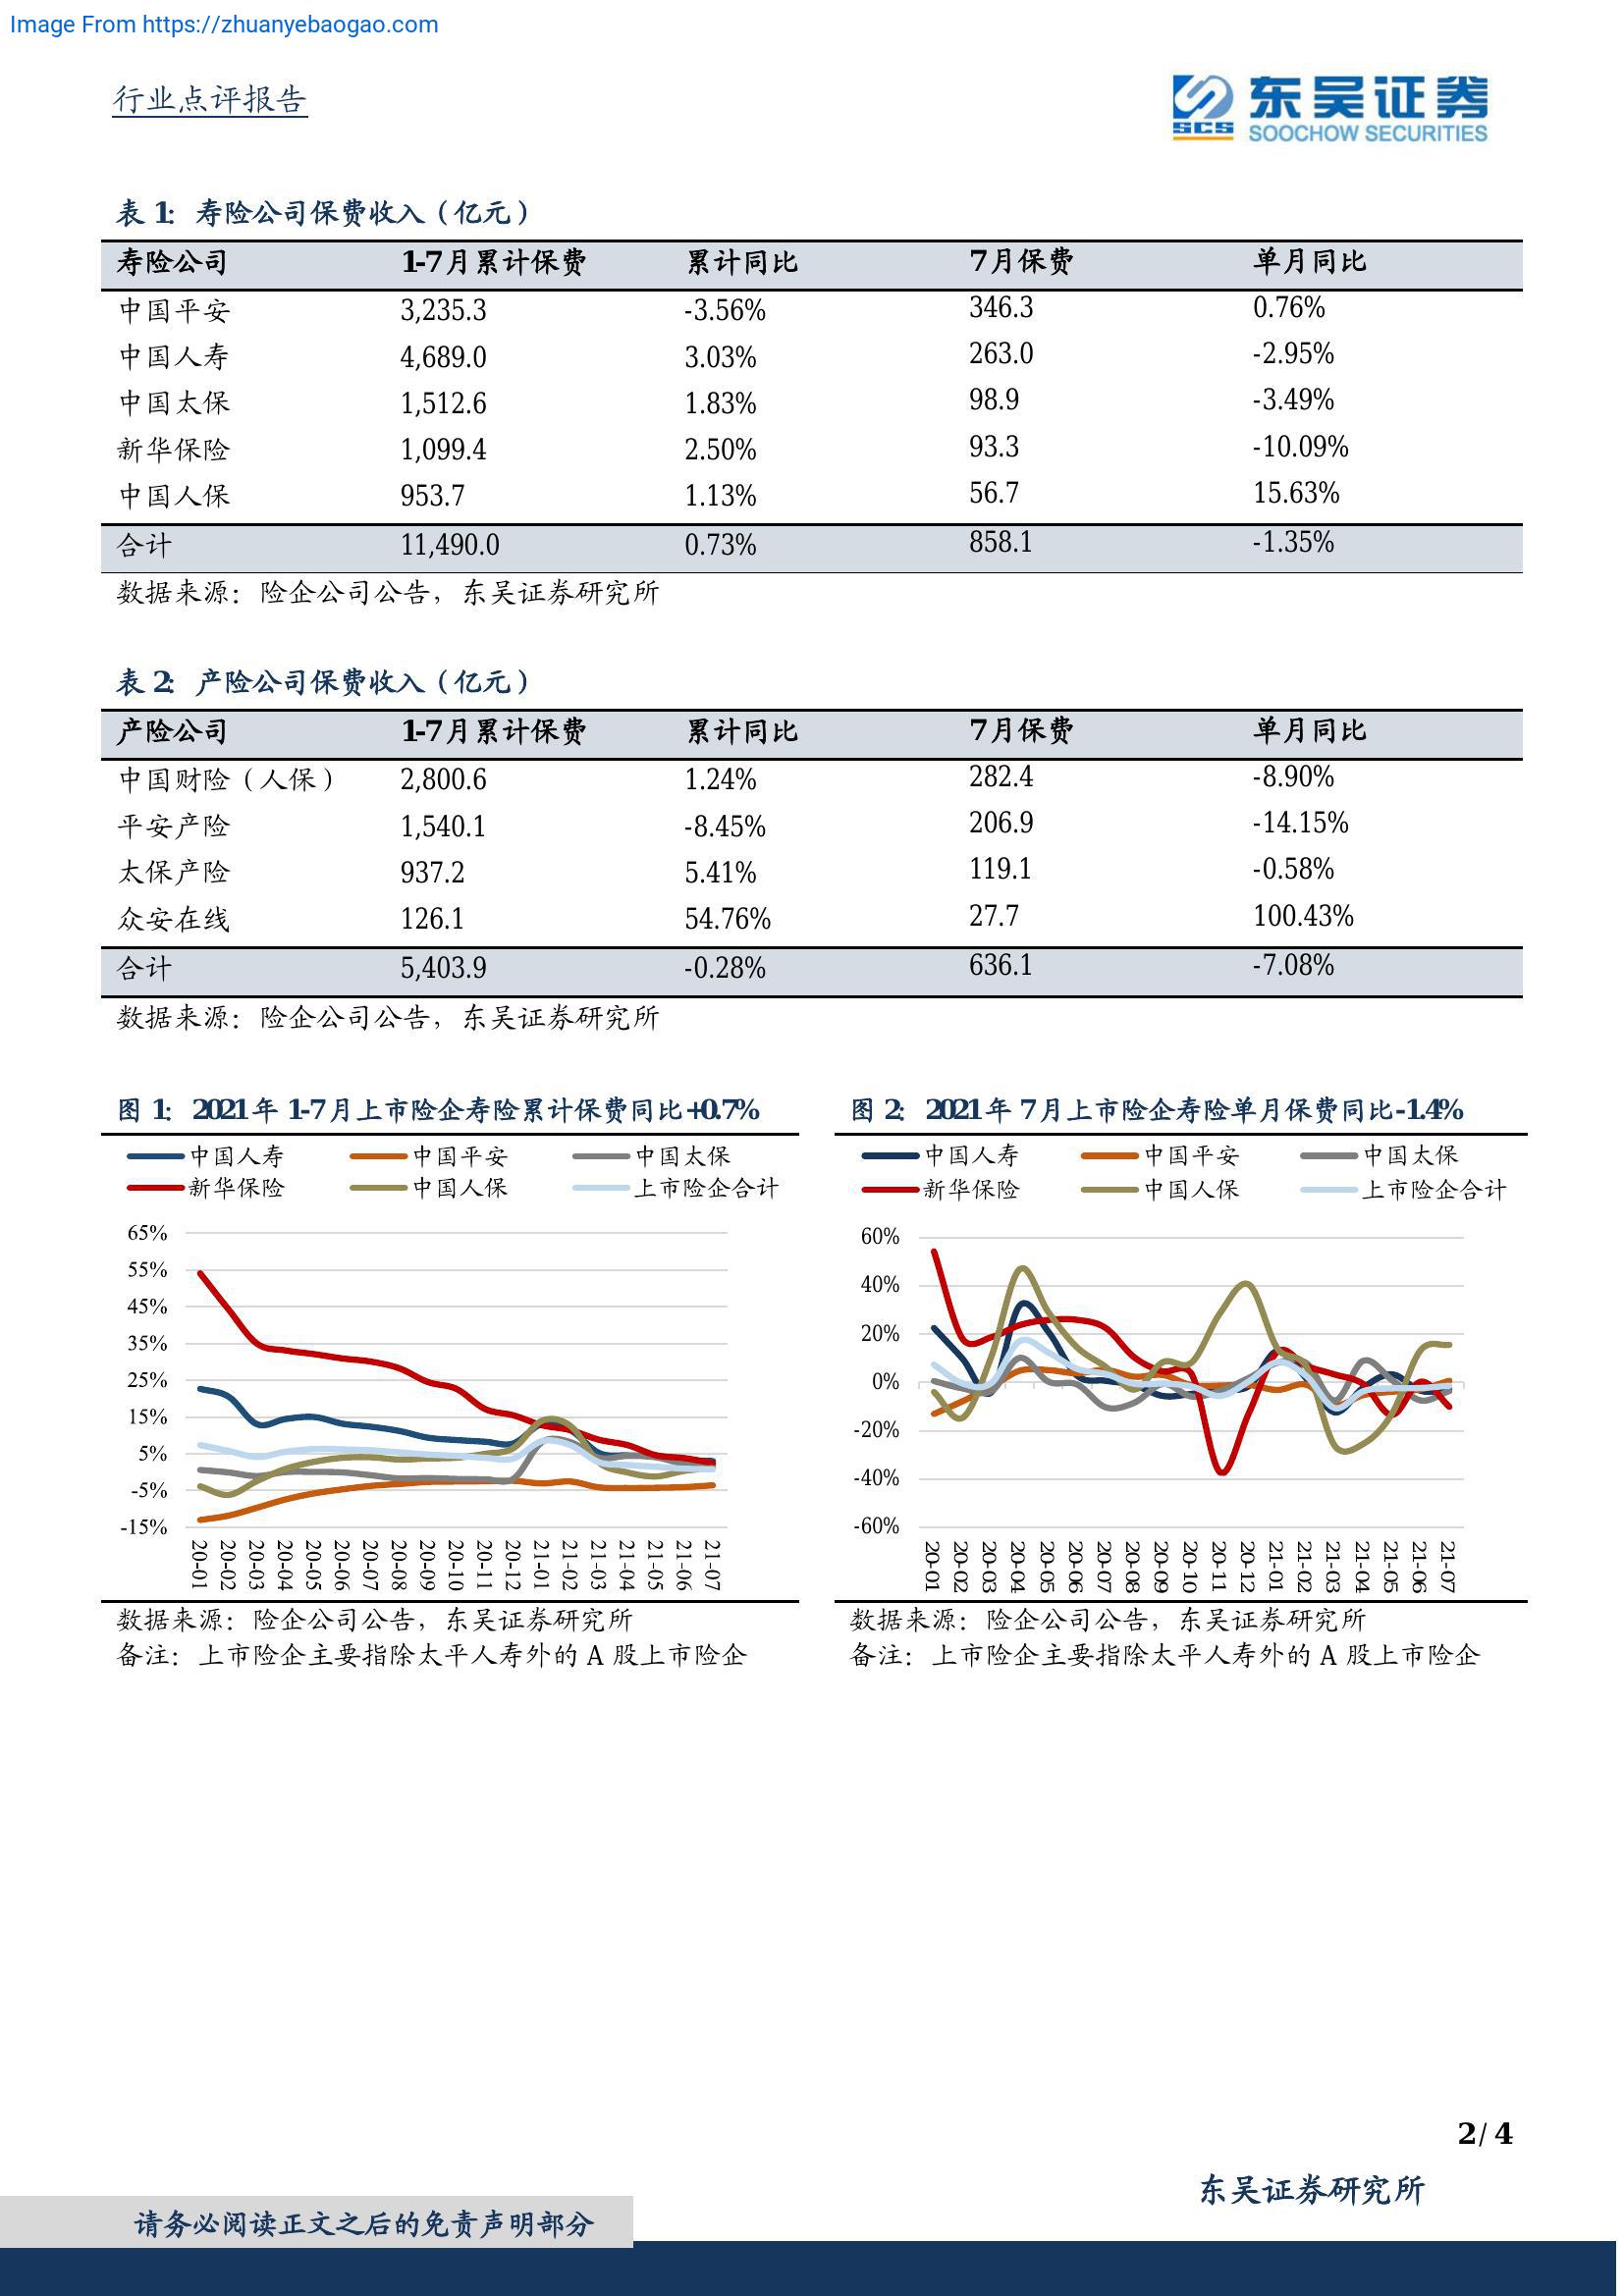 Image From https://zhuanyebaogao.com
行业点评报告
SCS 东吴证券
SOOCHOW SECURITIES
表 1: 寿险公司保费收入（亿元）
寿险公司 1-7月累计保费 累计同比 7月保费 单月同比
中国平安 3,235.3 -3.56% 346.3 0.76%
中国人寿 4,689.0 3.03% 263.0 -2.95%
中国太保 1,512.6 1.83% 98.9 -3.49%
新华保险 1,099.4 2.50% 93.3 -10.09%
中国人保 953.7 1.13% 56.7 15.63%
合计 11,490.0 0.73% 858.1 -1.35%
数据来源：险企公司公告，东吴证券研究所
表 2: 产险公司保费收入（亿元）
产险公司 1-7月累计保费 累计同比 7月保费 单月同比
中国财险（人保） 2,800.6 1.24% 282.4 -8.90%
平安产险 1,540.1 -8.45% 206.9 -14.15%
太保产险 937.2 5.41% 119.1 -0.58%
众安在线 126.1 54.76% 27.7 100.43%
合计 5,403.9 -0.28% 636.1 -7.08%
数据来源：险企公司公告，东吴证券研究所
图 1: 2021年 1-7月上市险企寿险累计保费同比+0.7%
中国人寿 中国平安 中国太保
新华保险 中国人保 上市险企合计
65%
55%
45%
35%
25%
15%
5%
-5%
-15%
20-01 20-02 20-03 20-04 20-05 20-06 20-07 20-08 20-09 20-10 20-11 20-12 21-01 21-02 21-03 21-04 21-05 21-06 21-07
数据来源：险企公司公告，东吴证券研究所
备注：上市险企主要指除太平人寿外的 A 股上市险企
图 2: 2021年 7月上市险企寿险单月保费同比-1.4%
中国人寿 中国平安 中国太保
新华保险 中国人保 上市险企合计
60%
40%
20%
0%
-20%
-40%
-60%
20-01 20-02 20-03 20-04 20-05 20-06 20-07 20-08 20-09 20-10 20-11 20-12 21-01 21-02 21-03 21-04 21-05 21-06 21-07
数据来源：险企公司公告，东吴证券研究所
备注：上市险企主要指除太平人寿外的 A 股上市险企
2/ 4
东吴证券研究所
请务必阅读正文之后的免责声明部分